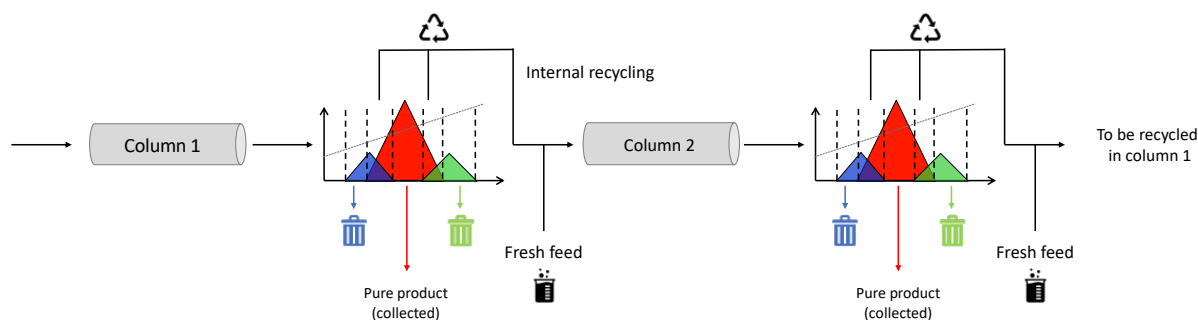 Internal recycling
Column 1
Column 2
To be recycled
in column 1
Fresh feed
Fresh feed
Pure product
(collected)
Pure product
(collected)